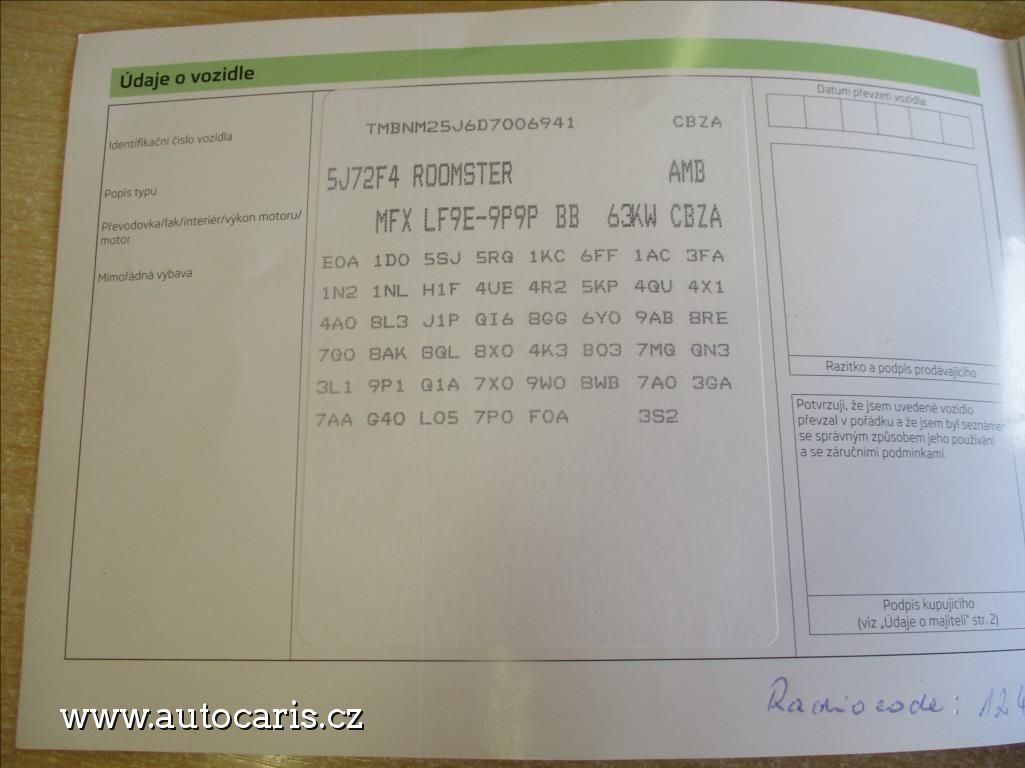 Údaje o vozidle
Datum převzetí vozidla:
Identifikační číslo vozidla
TMBNM25J6D7006941 CBZA
Popis typu
5J72F4 ROOMSTER AMB
Převodovka/lak/interiér/výkon motoru/
motor
MFX LF9E-9P9P BB 63KW CBZA
Mimořádná výbava
E0A 1D0 5SJ 5RQ 1KC 6FF 1AC 3FA
1N2 1NL H1F 4UE 4R2 5KP 4QU 4X1
4A0 8L3 J1P QI6 8GG 6Y0 9AB 8RE
7Q0 8AK 8QL 8X0 4K3 B03 7MQ QN3
3L1 9P1 Q1A 7X0 9W0 8WB 7A0 3GA
7AA G40 L05 7P0 F0A 3S2
Razítko a podpis prodávajícího
Potvrzuji, že jsem uvedené vozidlo
převzal v pořádku a že jsem byl seznámen
se správným způsobem jeho používání
a se záručními podmínkami.
Podpis kupujícího
(viz „Údaje o majiteli" str. 2)
Radiocode: 124
www.autocaris.cz